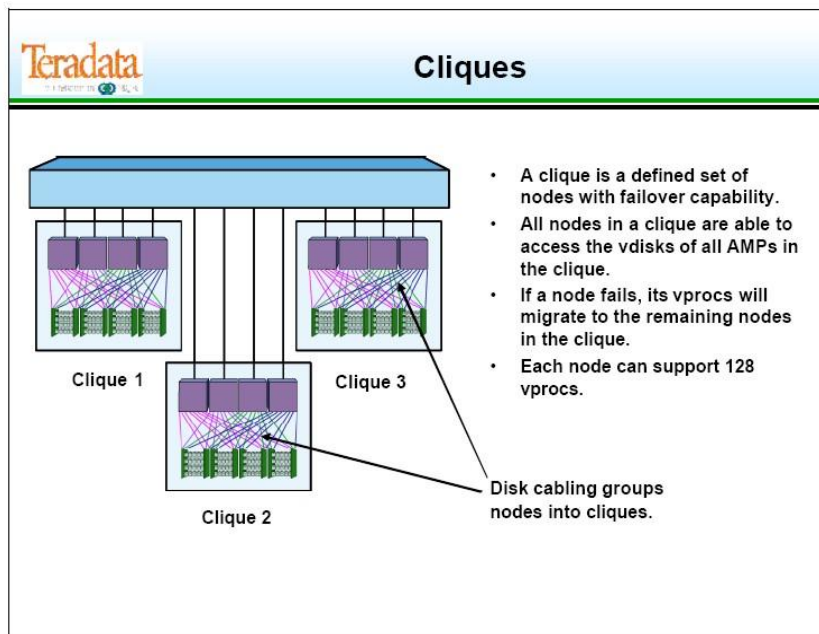 Teradata
Cliques
• A clique is a defined set of
nodes with failover capability.
• All nodes in a clique are able to
access the vdisks of all AMPs in
the clique.
• If a node fails, its vprocs will
migrate to the remaining nodes
in the clique.
• Each node can support 128
vprocs.
Clique 1
Clique 3
Clique 2
Disk cabling groups
nodes into cliques.